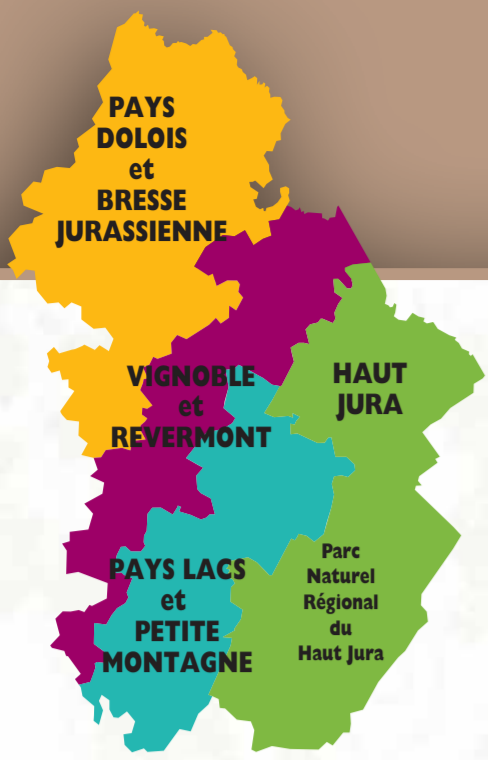 PAYS
DOLOIS
et
BRESSE
JURASSIENNE
VIGNOBLE
et
REVERMONT
HAUT
JURA
PAYS LACS
et
PETITE
MONTAGNE
Parc
Naturel
Régional
du
Haut Jura